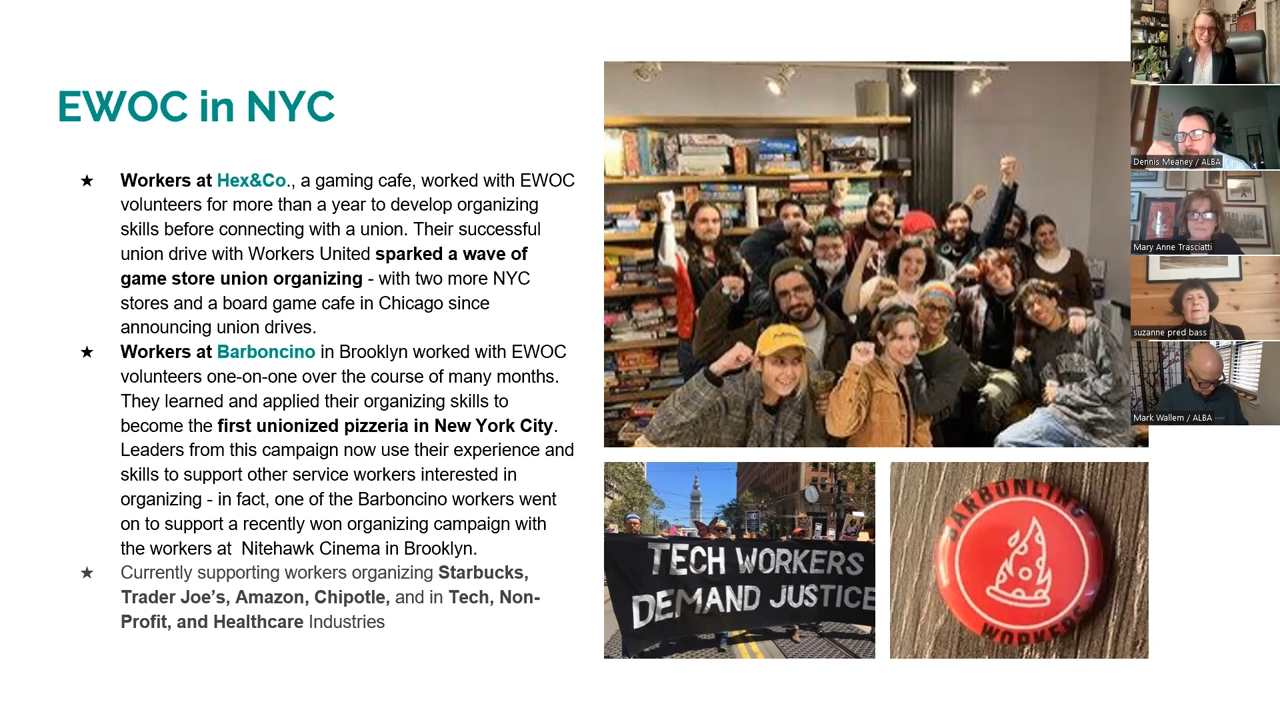 EWOC in NYC
★ Workers at Hex&Co., a gaming cafe, worked with EWOC
volunteers for more than a year to develop organizing
skills before connecting with a union. Their successful
union drive with Workers United sparked a wave of
game store union organizing - with two more NYC
stores and a board game cafe in Chicago since
announcing union drives.
★ Workers at Barboncino in Brooklyn worked with EWOC
volunteers one-on-one over the course of many months.
They learned and applied their organizing skills to
become the first unionized pizzeria in New York City.
Leaders from this campaign now use their experience and
skills to support other service workers interested in
organizing - in fact, one of the Barboncino workers went
on to support a recently won organizing campaign with
the workers at  Nitehawk Cinema in Brooklyn.
★ Currently supporting workers organizing Starbucks,
Trader Joe's, Amazon, Chipotle, and in Tech, Non-
Profit, and Healthcare Industries
TECH WORKERS
DEMAND JUSTICE
BARBONCINO
WORKERS
Dennis Meaney / ALBA
Mary Anne Trasciatti
suzanne pred bass
Mark Wallem / ALBA